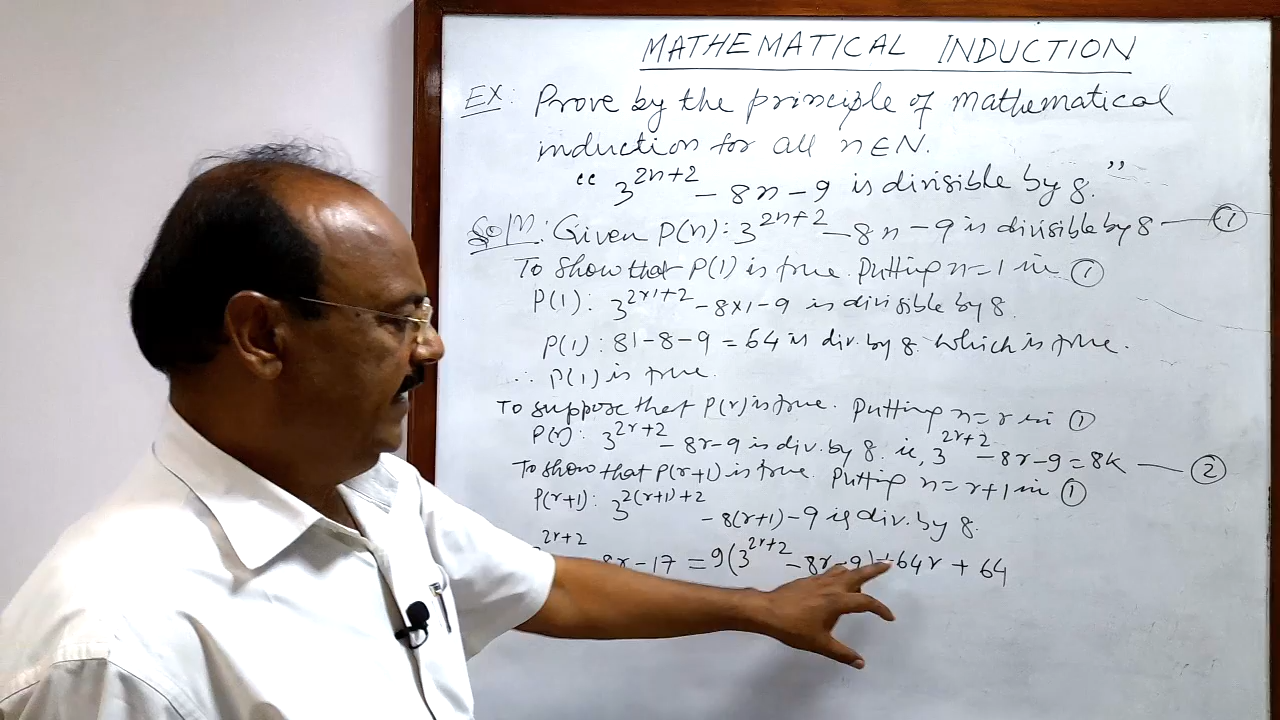 MATHEMATICAL INDUCTION
EX: Prove by the principle of mathematical
induction for all n∈N.
“ 3^{2n+2} - 8n - 9 is divisible by 8.”
Soln: Given P(n): 3^{2n+2} - 8n - 9 is divisible by 8 — ①
To show that P(1) is true. Putting n=1 in ①
P(1): 3^{2×1+2} - 8×1 - 9 is divisible by 8.
P(1): 81-8-9 = 64 is div. by 8. which is true.
∴ P(1) is true.
To suppose that P(r) is true. Putting n=r in ①
P(r): 3^{2r+2} - 8r-9 is div. by 8. ie, 3^{2r+2} - 8r-9 = 8k — ②
To show that P(r+1) is true. Putting n=r+1 in ①
P(r+1): 3^{2(r+1)+2} - 8(r+1) - 9 is div. by 8.
^{2r+2} 8r-17 = 9(3^{2r+2} - 8r-9) + 64r + 64